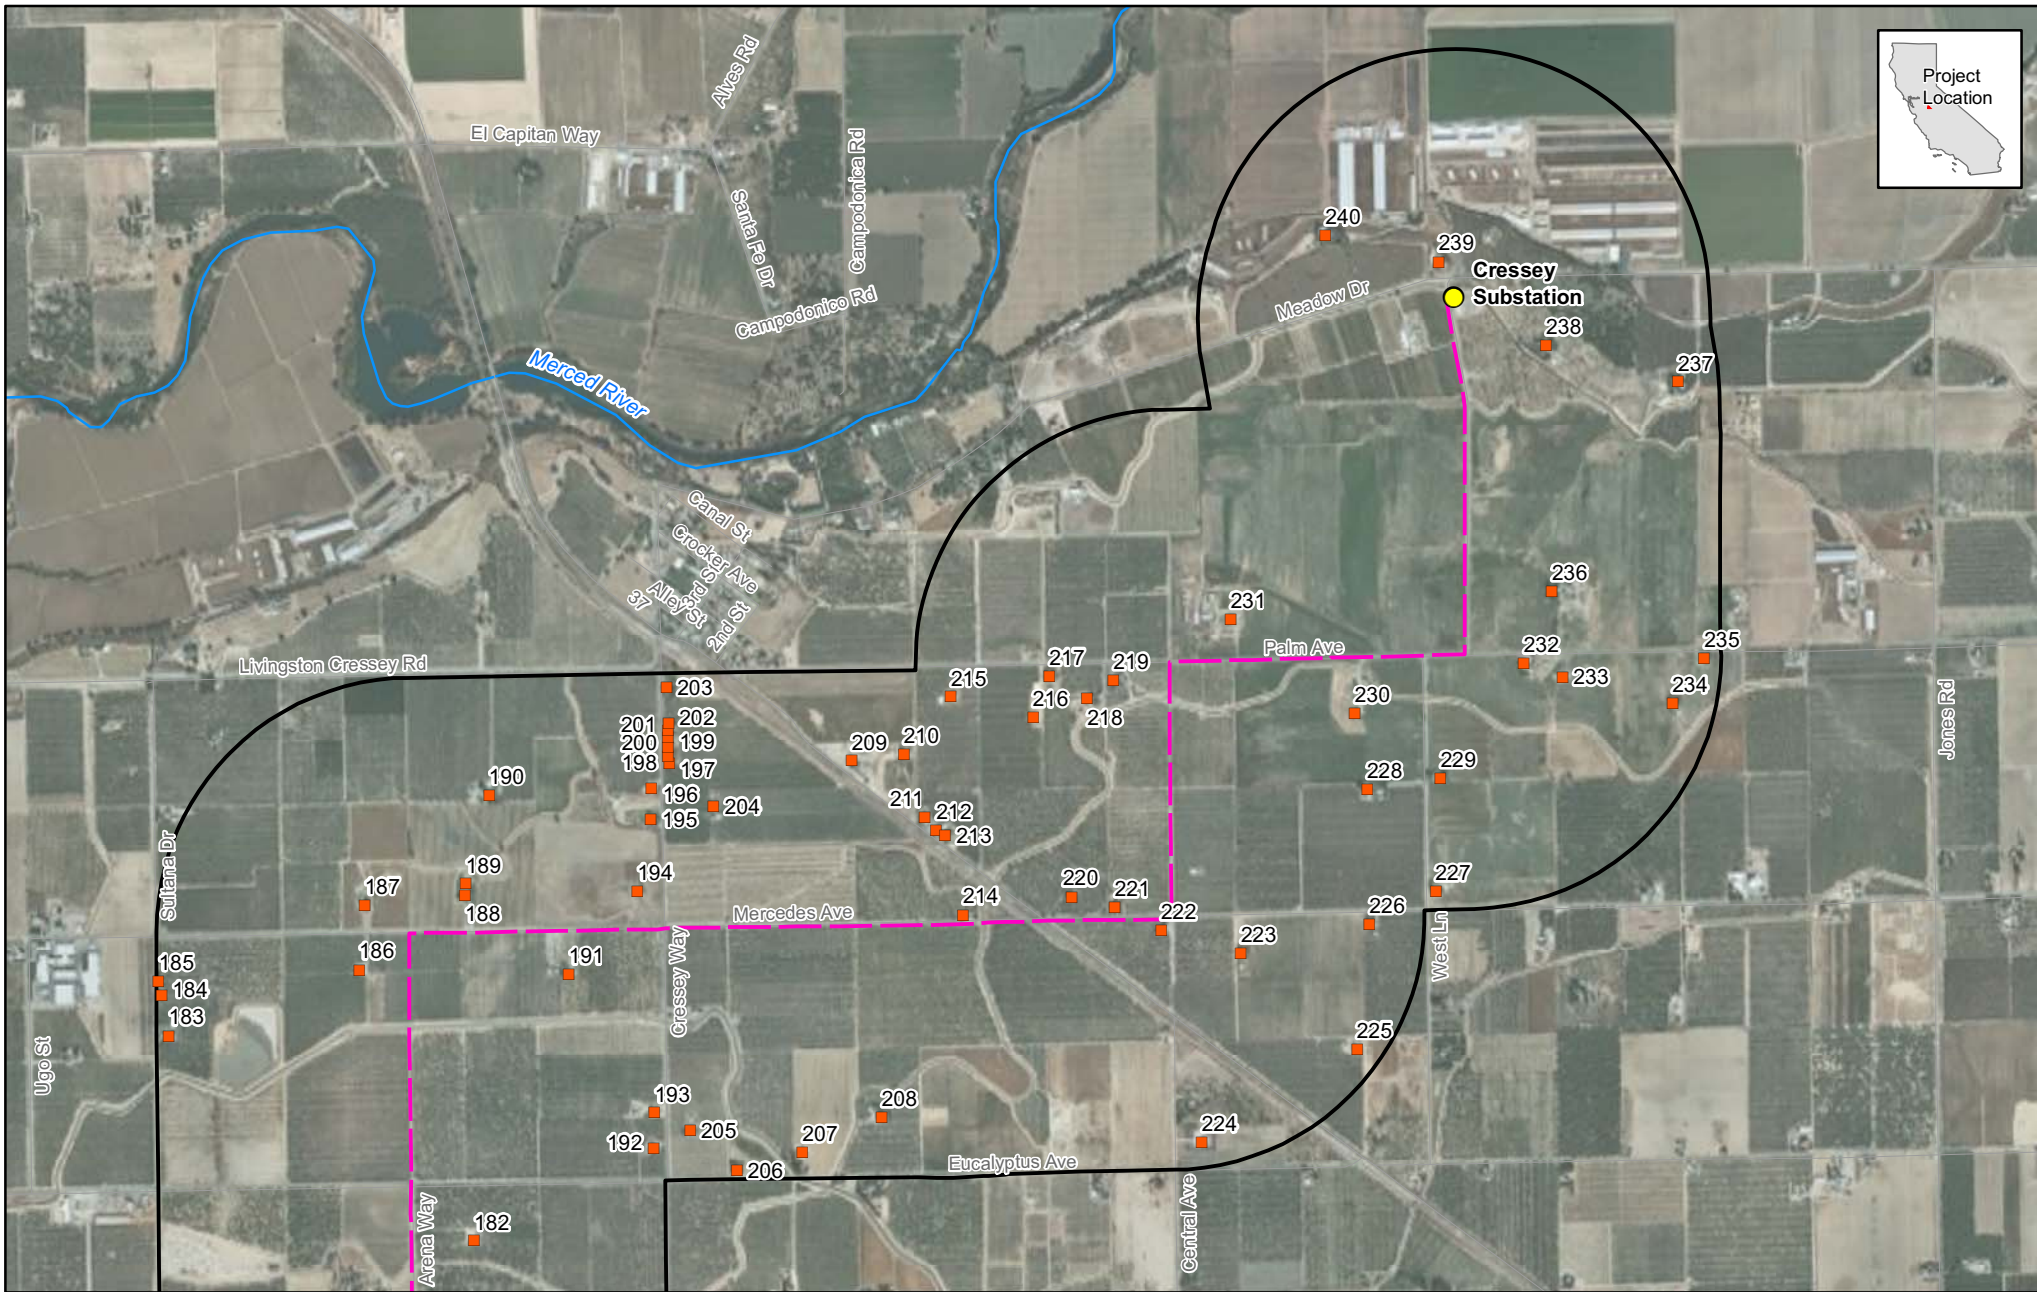 Project
Location
Alves Rd
El Capitan Way
Campodonica Rd
Santa Fe Dr
Campodonico Rd
Merced River
240
239
Cressey
Substation
Meadow Dr
238
237
Canal St
Crocker Ave
3rd St
Alley St
37
2nd St
236
231
Palm Ave
235
232
233
234
Livingston Cressey Rd
203
215
217
219
216
218
230
201
202
200
199
198
197
209
210
190
196
204
195
228
229
211
212
213
Jones Rd
Sultana Dr
189
187
188
194
220
221
227
214
Mercedes Ave
222
226
223
West Ln
186
191
185
184
183
Cressey Way
225
Ugo St
193
205
192
208
207
206
224
Eucalyptus Ave
182
Arena Way
Central Ave